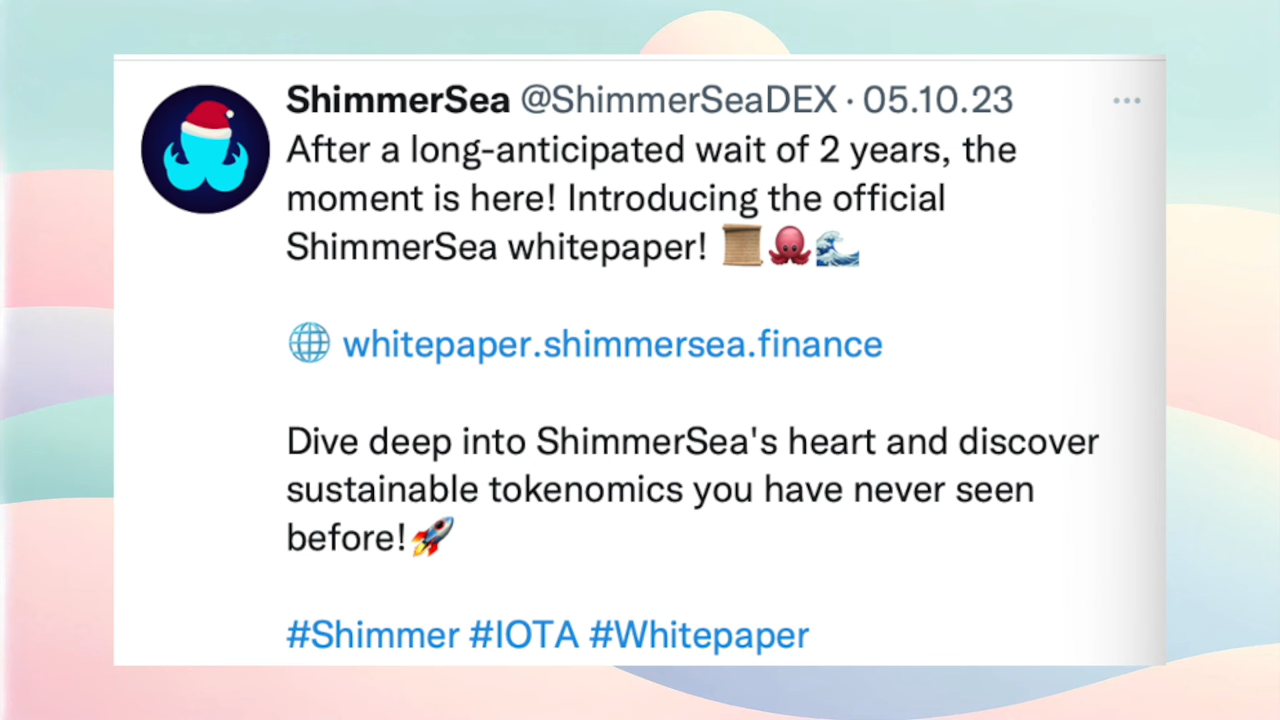 ShimmerSea @ShimmerSeaDEX · 05.10.23
After a long-anticipated wait of 2 years, the
moment is here! Introducing the official
ShimmerSea whitepaper! 📜🐙🌊
🌐 whitepaper.shimmersea.finance
Dive deep into ShimmerSea's heart and discover
sustainable tokenomics you have never seen
before!🚀
#Shimmer #IOTA #Whitepaper